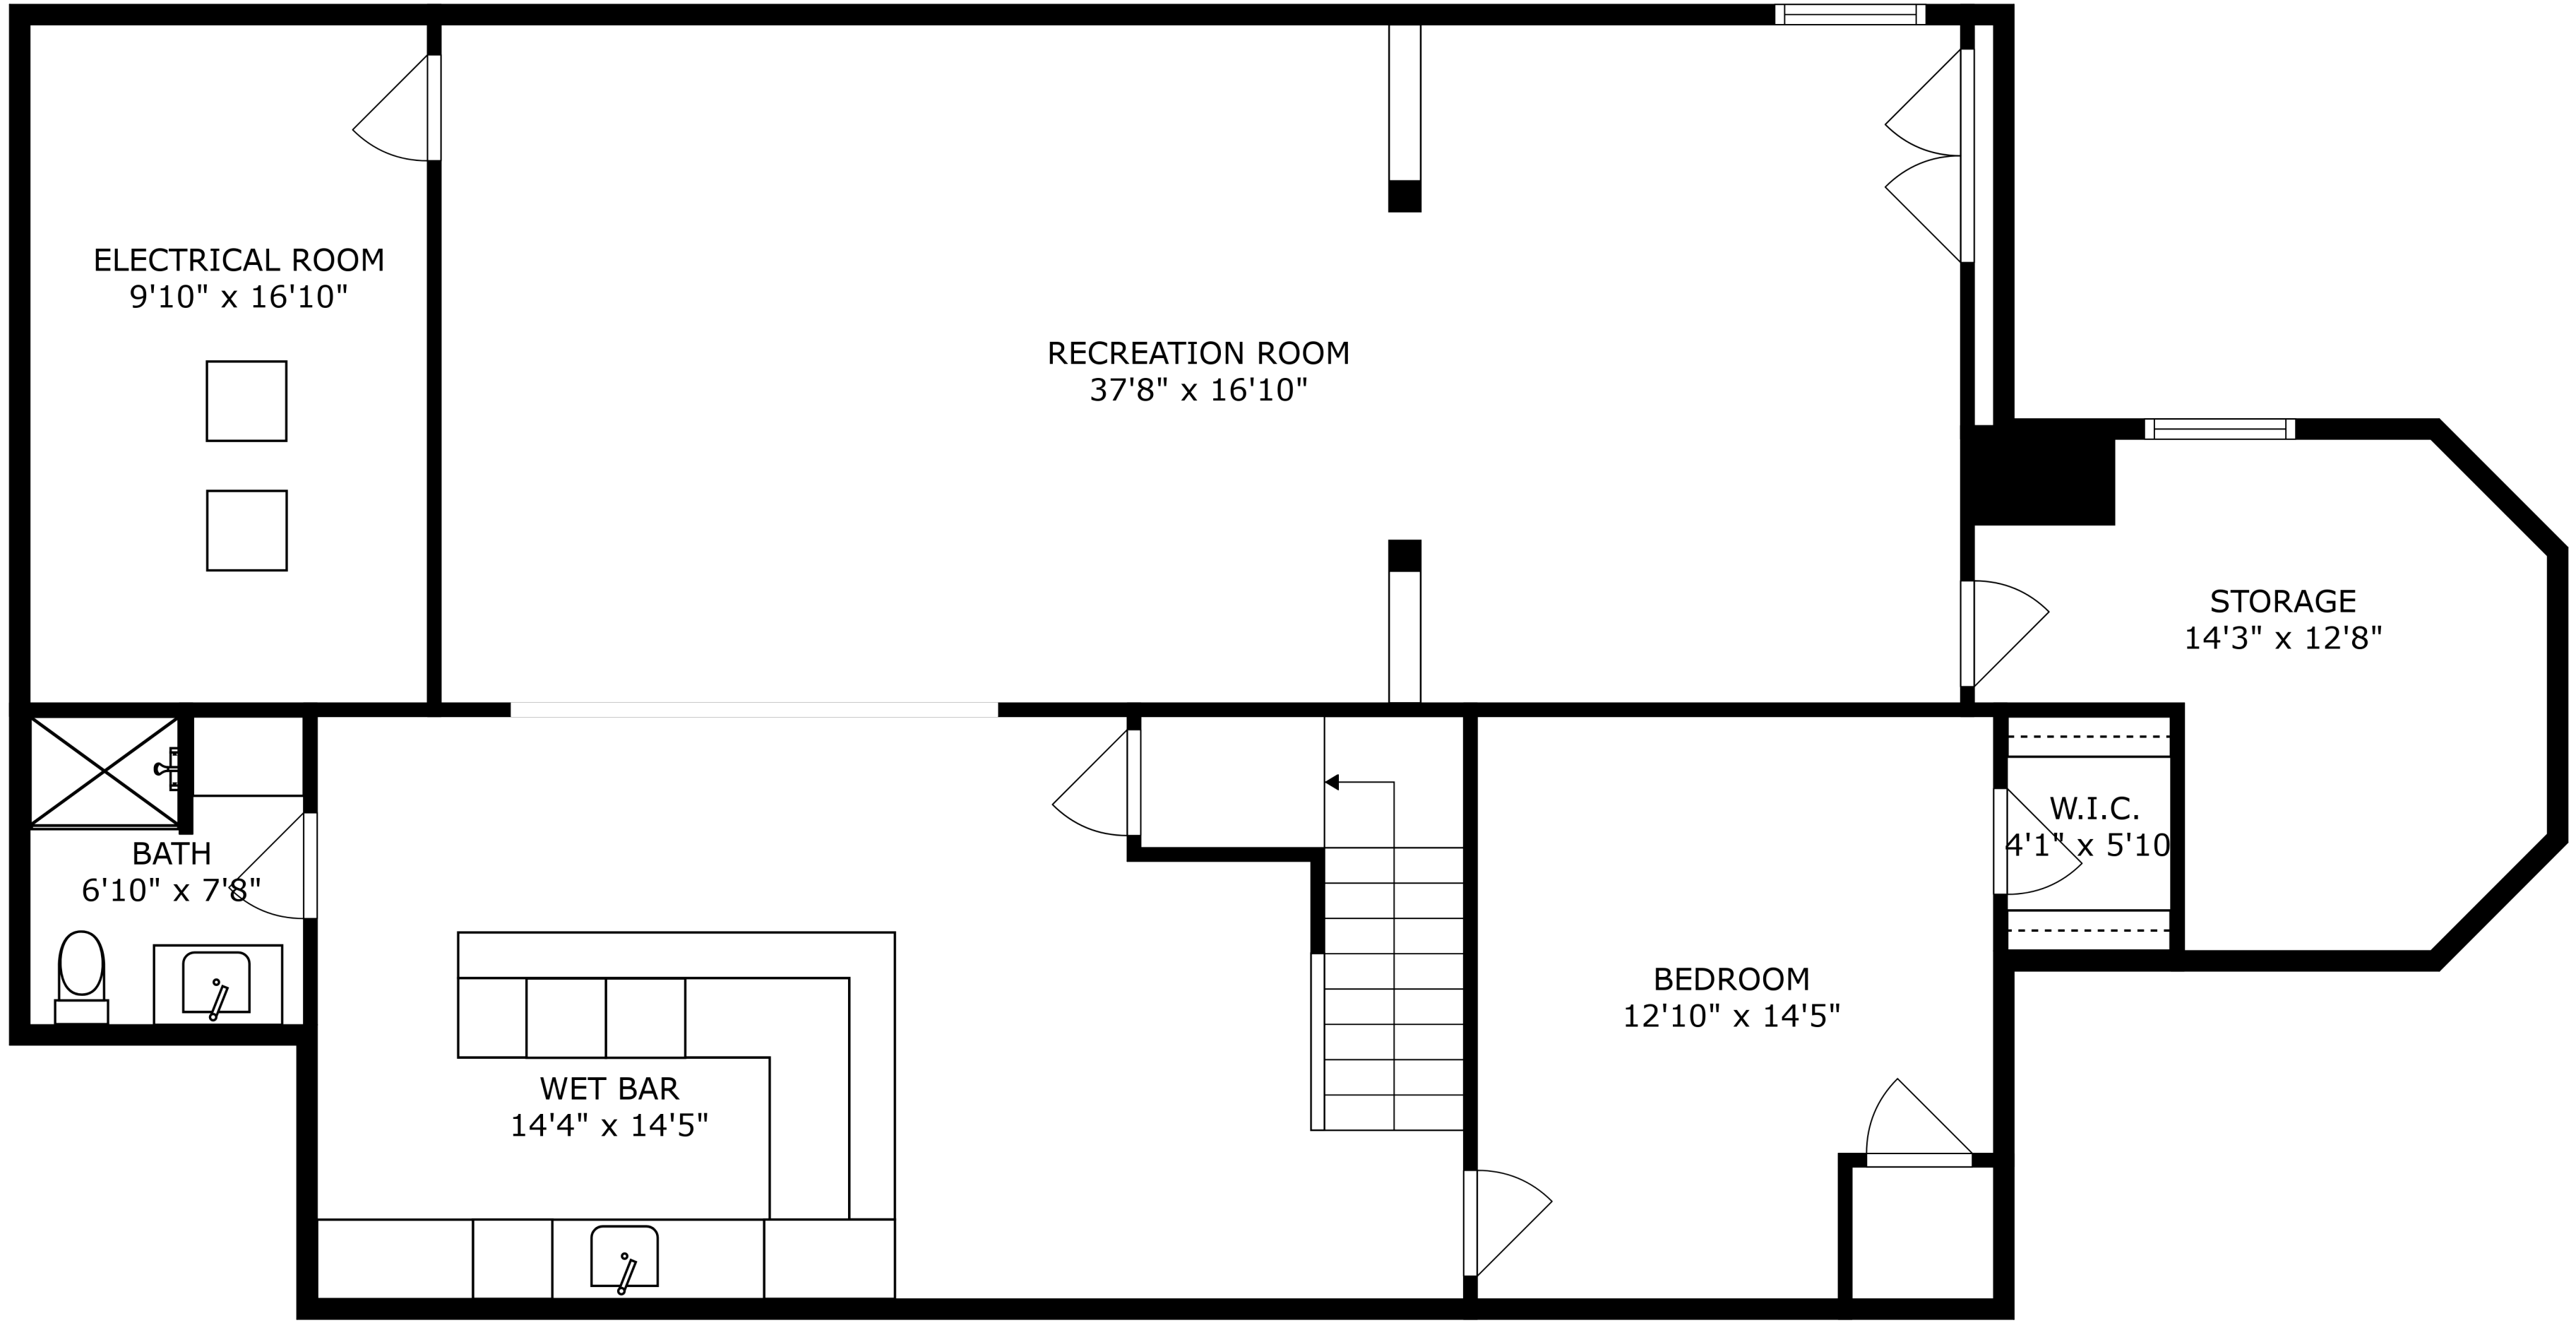 ELECTRICAL ROOM
9'10" x 16'10"
RECREATION ROOM
37'8" x 16'10"
STORAGE
14'3" x 12'8"
W.I.C.
4'1" x 5'10
BATH
6'10" x 7'8"
BEDROOM
12'10" x 14'5"
WET BAR
14'4" x 14'5"